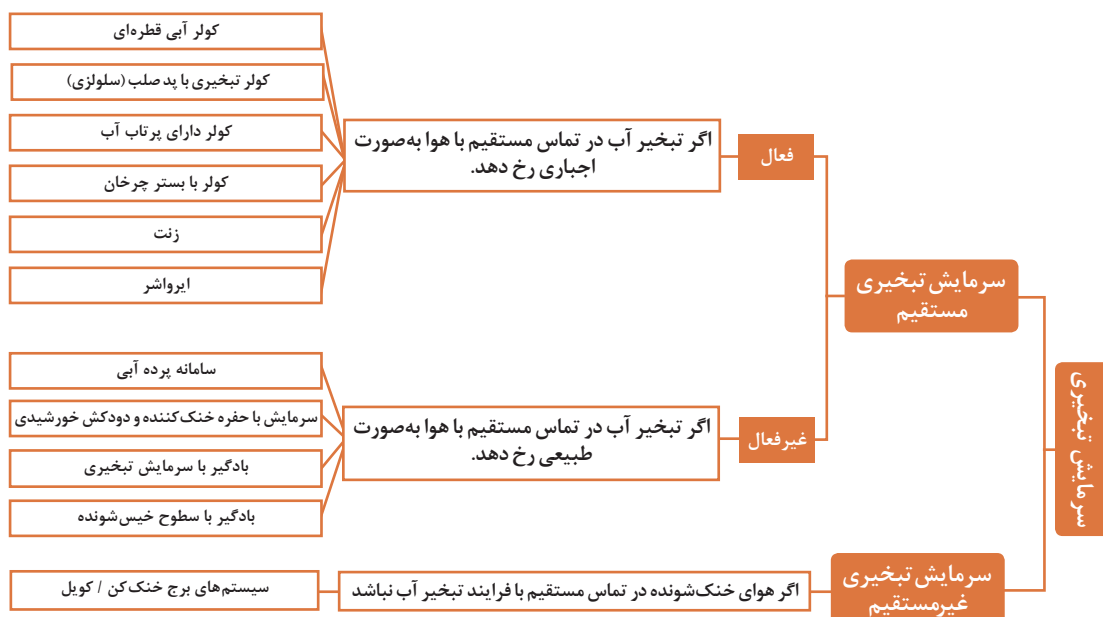 سرمایش تبخیری
سرمایش تبخیری
مستقیم
فعال
اگر تبخیر آب در تماس مستقیم با هوا به‌صورت
اجباری رخ دهد.
کولر آبی قطره‌ای
کولر تبخیری با پد صلب (سلولزی)
کولر دارای پرتاب آب
کولر با بستر چرخان
زنت
ایرواشر
غیرفعال
اگر تبخیر آب در تماس مستقیم با هوا به‌صورت
طبیعی رخ دهد.
سامانه پرده آبی
سرمایش با حفره خنک‌کننده و دودکش خورشیدی
بادگیر با سرمایش تبخیری
بادگیر با سطوح خیس‌شونده
سرمایش تبخیری
غیرمستقیم
اگر هوای خنک‌شونده در تماس مستقیم با فرایند تبخیر آب نباشد
سیستم‌های برج خنک‌کن / کویل